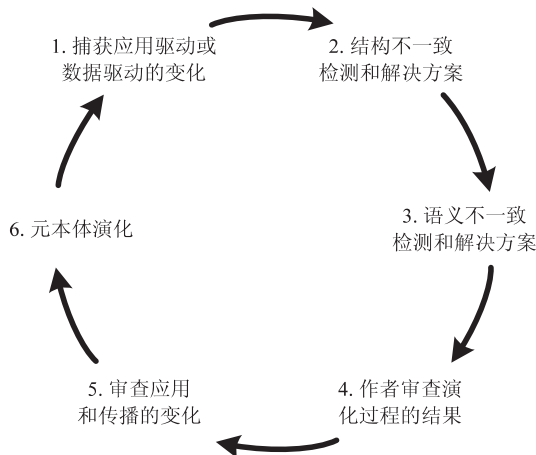 1. 捕获应用驱动或
数据驱动的变化
2. 结构不一致
检测和解决方案
3. 语义不一致
检测和解决方案
4. 作者审查演
化过程的结果
5. 审查应用
和传播的变化
6. 元本体演化